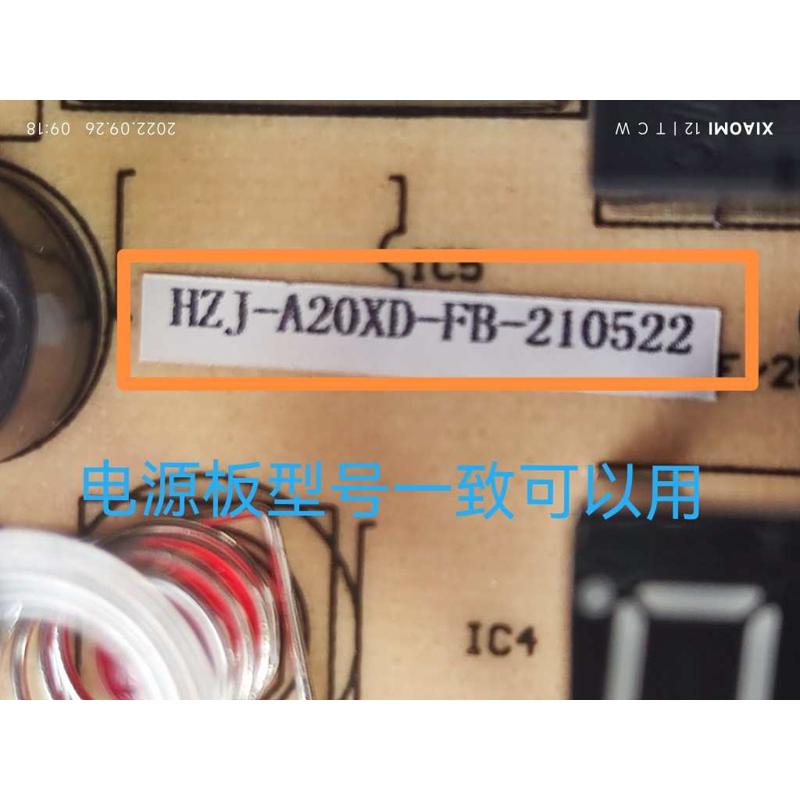 XIAOMI 12 | T C W
2022.09.26 09:18
IC5
HZJ-A20XD-FB-210522
电源板型号一致可以用
IC4